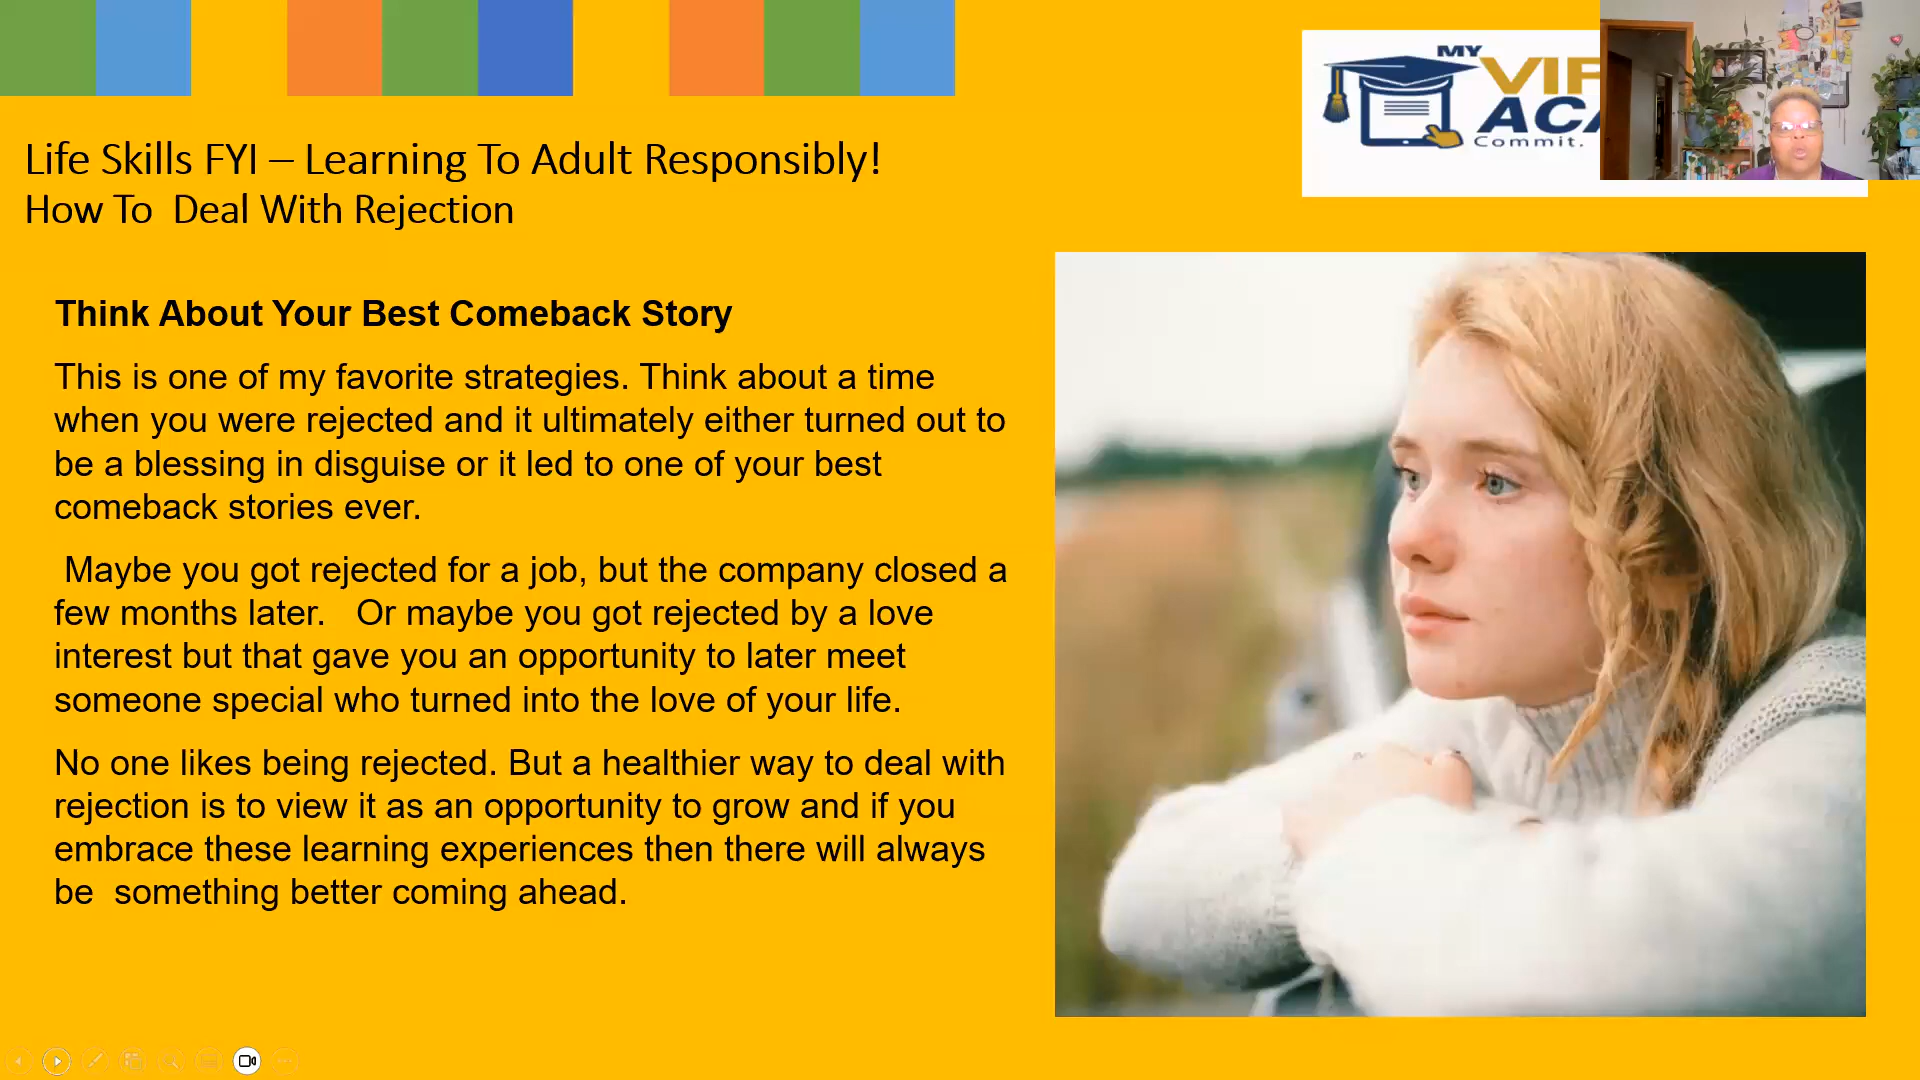 MY
Commit.
Life Skills FYI – Learning To Adult Responsibly!
How To  Deal With Rejection
Think About Your Best Comeback Story
This is one of my favorite strategies. Think about a time
when you were rejected and it ultimately either turned out to
be a blessing in disguise or it led to one of your best
comeback stories ever.
Maybe you got rejected for a job, but the company closed a
few months later.   Or maybe you got rejected by a love
interest but that gave you an opportunity to later meet
someone special who turned into the love of your life.
No one likes being rejected. But a healthier way to deal with
rejection is to view it as an opportunity to grow and if you
embrace these learning experiences then there will always
be  something better coming ahead.